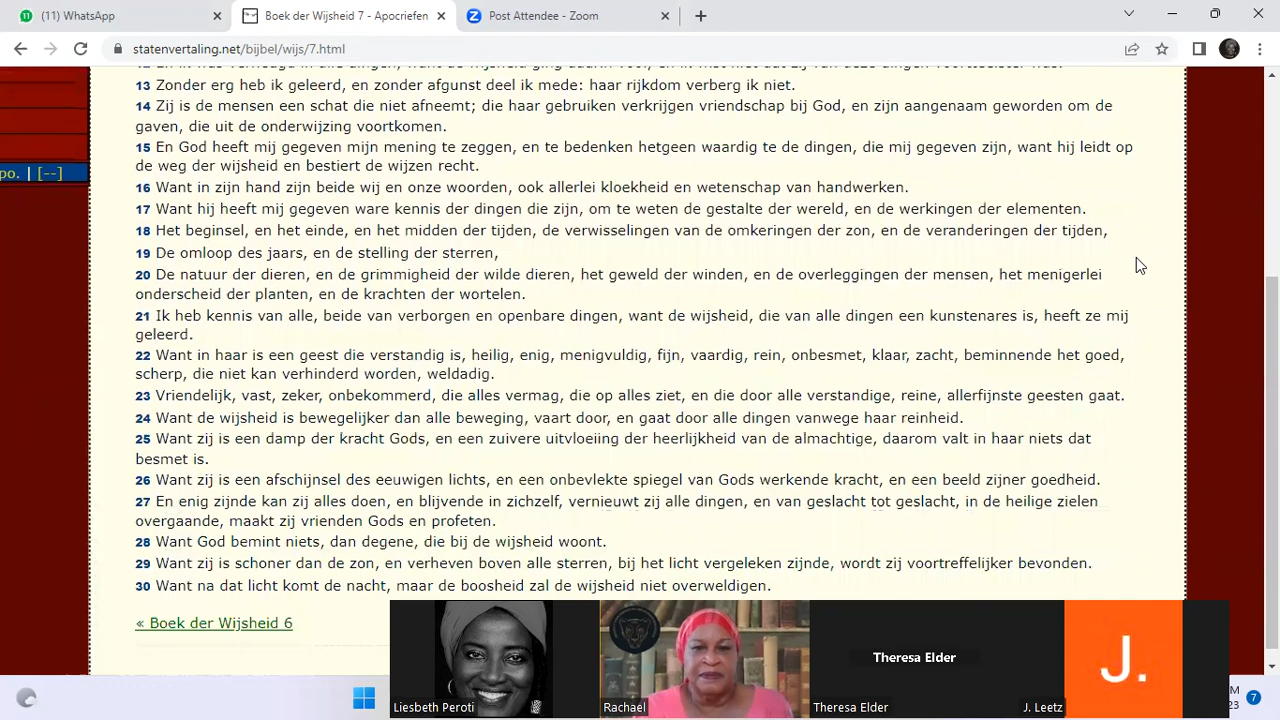 (11) WhatsApp
Boek der Wijsheid 7 - Apocriefen
Post Attendee - Zoom
statenvertaling.net/bijbel/wijs/7.html
13 Zonder erg heb ik geleerd, en zonder afgunst deel ik mede: haar rijkdom verberg ik niet.
14 Zij is de mensen een schat die niet afneemt; die haar gebruiken verkrijgen vriendschap bij God, en zijn aangenaam geworden om de
gaven, die uit de onderwijzing voortkomen.
15 En God heeft mij gegeven mijn mening te zeggen, en te bedenken hetgeen waardig te de dingen, die mij gegeven zijn, want hij leidt op
de weg der wijsheid en bestiert de wijzen recht.
16 Want in zijn hand zijn beide wij en onze woorden, ook allerlei kloekheid en wetenschap van handwerken.
17 Want hij heeft mij gegeven ware kennis der dingen die zijn, om te weten de gestalte der wereld, en de werkingen der elementen.
18 Het beginsel, en het einde, en het midden der tijden, de verwisselingen van de omkeringen der zon, en de veranderingen der tijden,
19 De omloop des jaars, en de stelling der sterren,
20 De natuur der dieren, en de grimmigheid der wilde dieren, het geweld der winden, en de overleggingen der mensen, het menigerlei
onderscheid der planten, en de krachten der wortelen.
21 Ik heb kennis van alle, beide van verborgen en openbare dingen, want de wijsheid, die van alle dingen een kunstenares is, heeft ze mij
geleerd.
22 Want in haar is een geest die verstandig is, heilig, enig, menigvuldig, fijn, vaardig, rein, onbesmet, klaar, zacht, beminnende het goed,
scherp, die niet kan verhinderd worden, weldadig.
23 Vriendelijk, vast, zeker, onbekommerd, die alles vermag, die op alles ziet, en die door alle verstandige, reine, allerfijnste geesten gaat.
24 Want de wijsheid is bewegelijker dan alle beweging, vaart door, en gaat door alle dingen vanwege haar reinheid.
25 Want zij is een damp der kracht Gods, en een zuivere uitvloeiing der heerlijkheid van de almachtige, daarom valt in haar niets dat
besmet is.
26 Want zij is een afschijnsel des eeuwigen lichts, en een onbevlekte spiegel van Gods werkende kracht, en een beeld zijner goedheid.
po. | [--]
27 En enig zijnde kan zij alles doen, en blijvende in zichzelf, vernieuwt zij alle dingen, en van geslacht tot geslacht, in de heilige zielen
overgaande, maakt zij vrienden Gods en profeten.
28 Want God bemint niets, dan degene, die bij de wijsheid woont.
29 Want zij is schoner dan de zon, en verheven boven alle sterren, bij het licht vergeleken zijnde, wordt zij voortreffelijker bevonden.
30 Want na dat licht komt de nacht, maar de boosheid zal de wijsheid niet overweldigen.
« Boek der Wijsheid 6
Theresa Elder
J.
Liesbeth Peroti
Rachael
Theresa Elder
J. Leetz